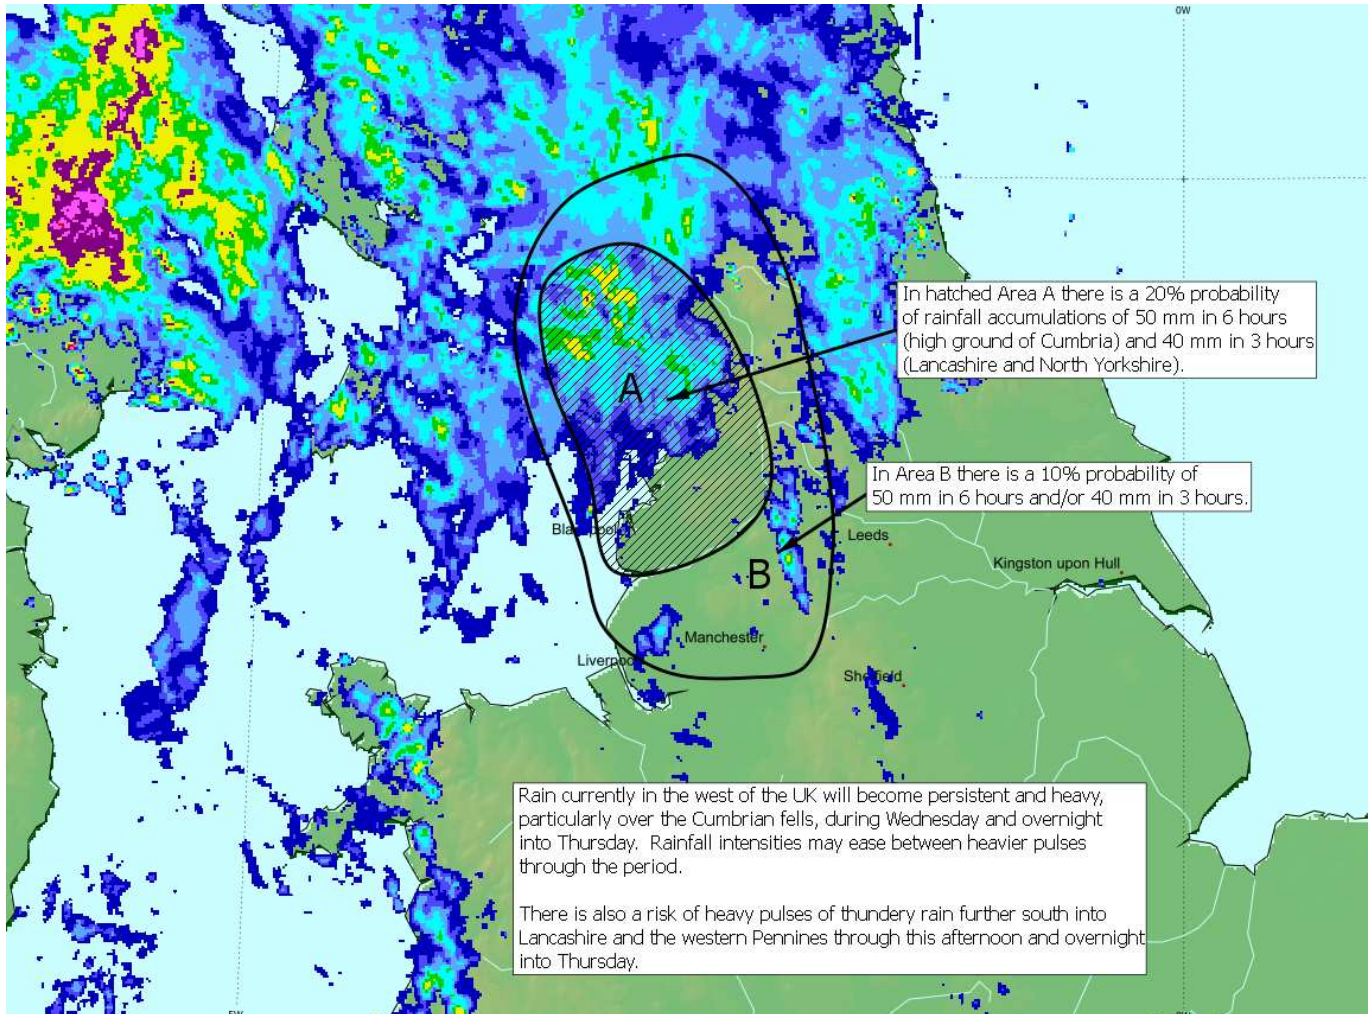 0W
In hatched Area A there is a 20% probability
of rainfall accumulations of 50 mm in 6 hours
(high ground of Cumbria) and 40 mm in 3 hours
(Lancashire and North Yorkshire).
A
In Area B there is a 10% probability of
50 mm in 6 hours and/or 40 mm in 3 hours.
Blackpool
Leeds
Kingston upon Hull
B
Manchester
Liverpool
Sheffield
Rain currently in the west of the UK will become persistent and heavy,
particularly over the Cumbrian fells, during Wednesday and overnight
into Thursday.  Rainfall intensities may ease between heavier pulses
through the period.
There is also a risk of heavy pulses of thundery rain further south into
Lancashire and the western Pennines through this afternoon and overnight
into Thursday.
5W
0W